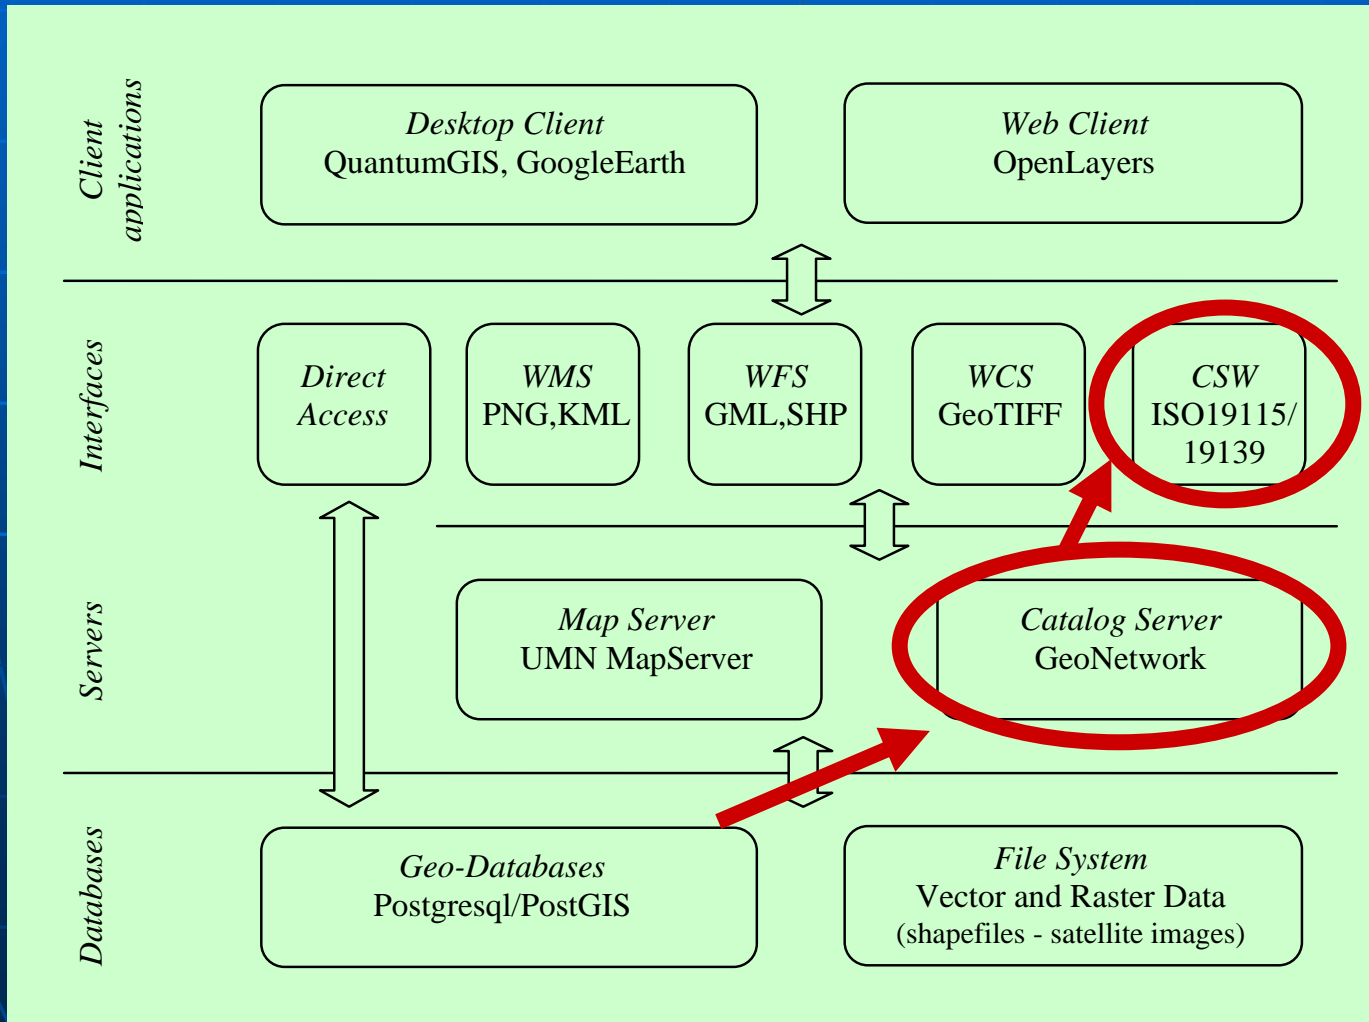 Client
applications
Desktop Client
QuantumGIS, GoogleEarth
Web Client
OpenLayers
Interfaces
Direct
Access
WMS
PNG,KML
WFS
GML,SHP
WCS
GeoTIFF
CSW
ISO19115/
19139
Servers
Map Server
UMN MapServer
Catalog Server
GeoNetwork
Databases
Geo-Databases
Postgresql/PostGIS
File System
Vector and Raster Data
(shapefiles - satellite images)